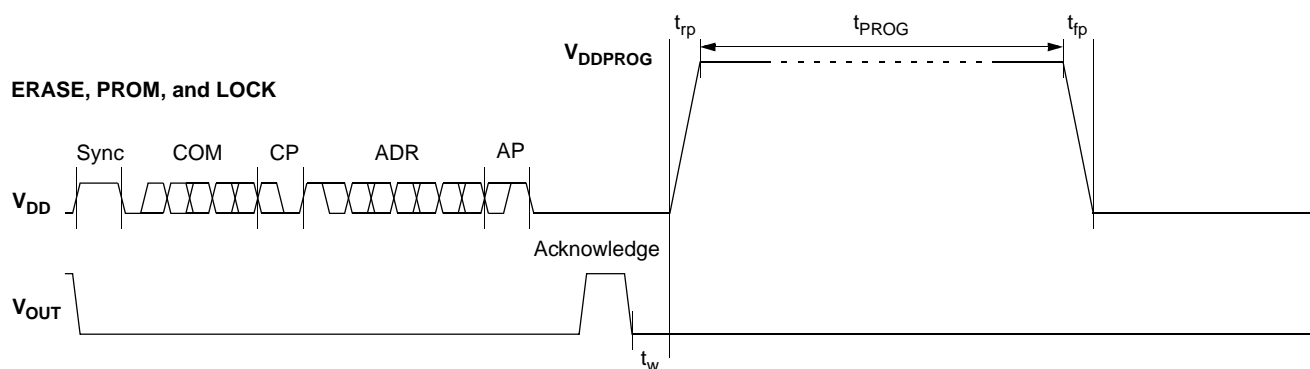 t_rp t_PROG t_fp
V_DDPROG
ERASE, PROM, and LOCK
Sync COM CP ADR AP
V_DD
Acknowledge
V_OUT
t_w